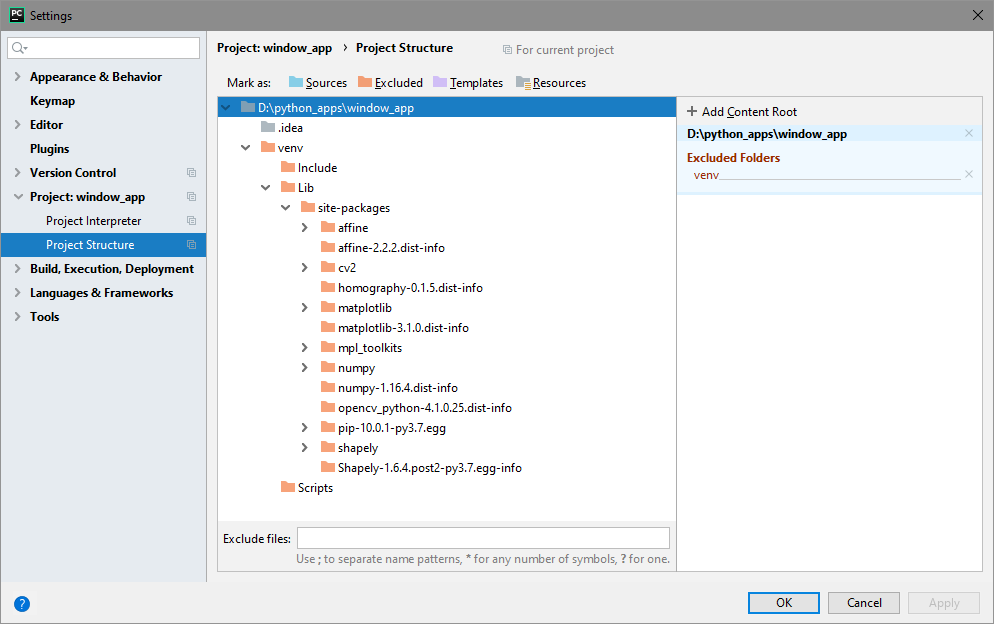 PC Settings
Project: window_app › Project Structure
For current project
Appearance & Behavior
Keymap
Editor
Plugins
Version Control
Project: window_app
Project Interpreter
Project Structure
Build, Execution, Deployment
Languages & Frameworks
Tools
Mark as: Sources Excluded Templates Resources
D:\python_apps\window_app
.idea
venv
Include
Lib
site-packages
affine
affine-2.2.2.dist-info
cv2
homography-0.1.5.dist-info
matplotlib
matplotlib-3.1.0.dist-info
mpl_toolkits
numpy
numpy-1.16.4.dist-info
opencv_python-4.1.0.25.dist-info
pip-10.0.1-py3.7.egg
shapely
Shapely-1.6.4.post2-py3.7.egg-info
Scripts
Exclude files:
Use ; to separate name patterns, * for any number of symbols, ? for one.
+ Add Content Root
D:\python_apps\window_app
Excluded Folders
venv
?
OK Cancel Apply